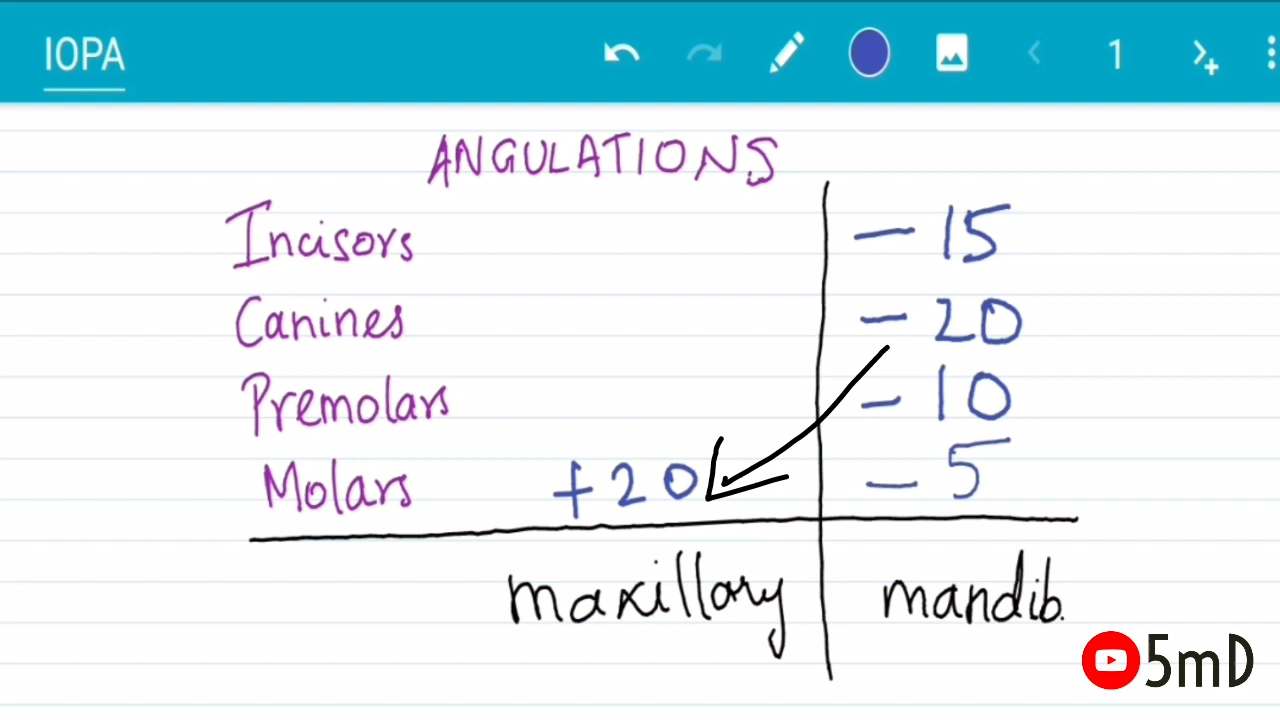 IOPA
1
ANGULATIONS
Incisors - 15
Canines - 20
Premolars - 10
Molars +20 - 5
maxillary mandib.
5mD